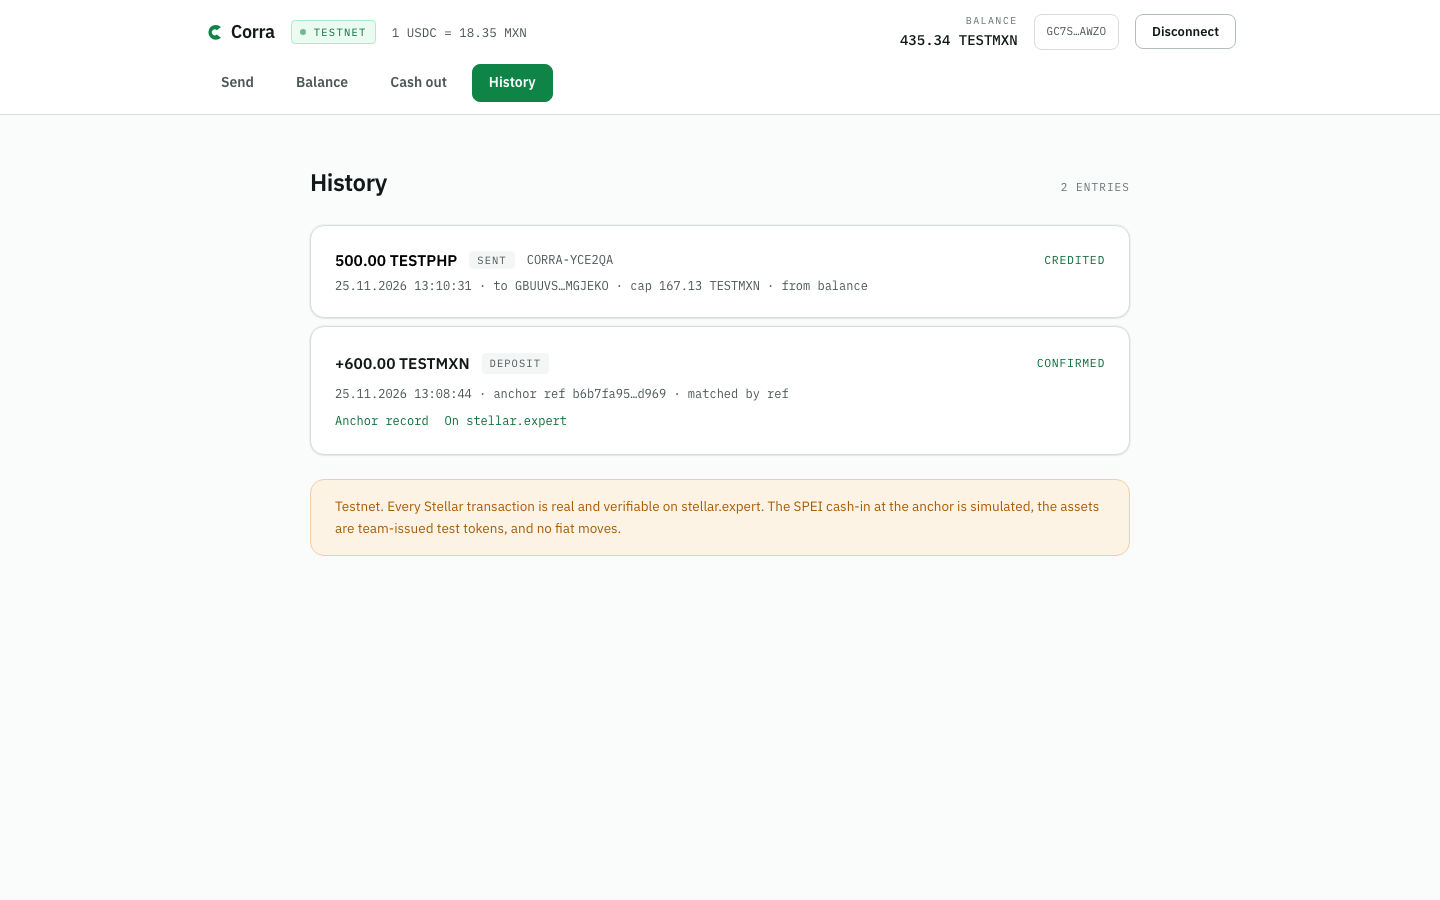 Corra
TESTNET
1 USDC = 18.35 MXN
BALANCE
435.34 TESTMXN
GC7S…AWZO
Disconnect
Send
Balance
Cash out
History
History
2 ENTRIES
500.00 TESTPHP SENT CORRA-YCE2QA CREDITED
25.11.2026 13:10:31 · to GBUUVS…MGJEKO · cap 167.13 TESTMXN · from balance
+600.00 TESTMXN DEPOSIT CONFIRMED
25.11.2026 13:08:44 · anchor ref b6b7fa95…d969 · matched by ref
Anchor record On stellar.expert
Testnet. Every Stellar transaction is real and verifiable on stellar.expert. The SPEI cash-in at the anchor is simulated, the assets
are team-issued test tokens, and no fiat moves.